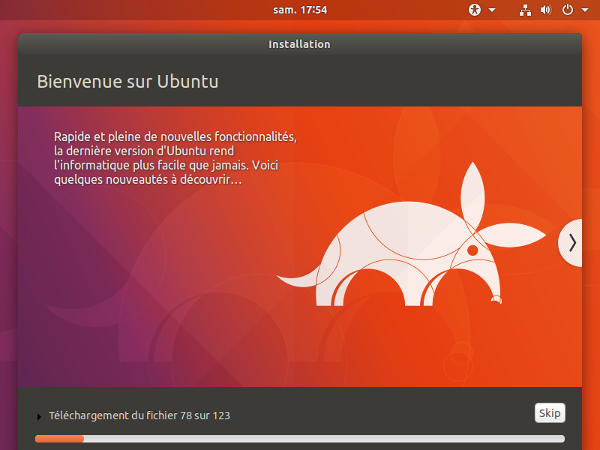 sam. 17:54
Installation
Bienvenue sur Ubuntu
Rapide et pleine de nouvelles fonctionnalités,
la dernière version d'Ubuntu rend
l'informatique plus facile que jamais. Voici
quelques nouveautés à découvrir…
Téléchargement du fichier 78 sur 123
Skip